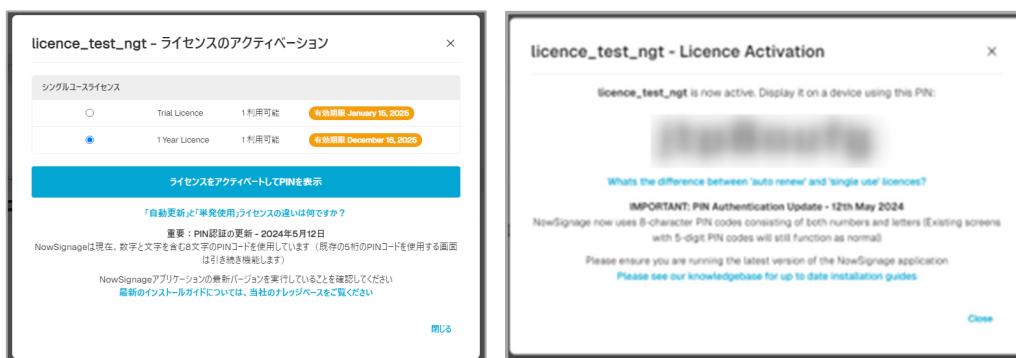 licence_test_ngt - ライセンスのアクティベーション ×
シングルユースライセンス
Trial Licence 1 利用可能 有効期限 January 15, 2025
1 Year Licence 1 利用可能 有効期限 December 16, 2025
ライセンスをアクティベートしてPINを表示
「自動更新」と「単発使用」ライセンスの違いは何ですか？
重要：PIN認証の更新 - 2024年5月12日
NowSignageは現在、数字と文字を含む8文字のPINコードを使用しています（既存の5桁のPINコードを使用する画面
は引き続き機能します）
NowSignageアプリケーションの最新バージョンを実行していることを確認してください
最新のインストールガイドについては、当社のナレッジベースをご覧ください
閉じる
licence_test_ngt - Licence Activation ×
licence_test_ngt is now active. Display it on a device using this PIN:
Whats the difference between 'auto renew' and 'single use' licences?
IMPORTANT: PIN Authentication Update - 12th May 2024
NowSignage now uses 8-character PIN codes consisting of both numbers and letters (Existing screens
with 5-digit PIN codes will still function as normal)
Please ensure you are running the latest version of the NowSignage application
Please see our knowledgebase for up to date installation guides
Close